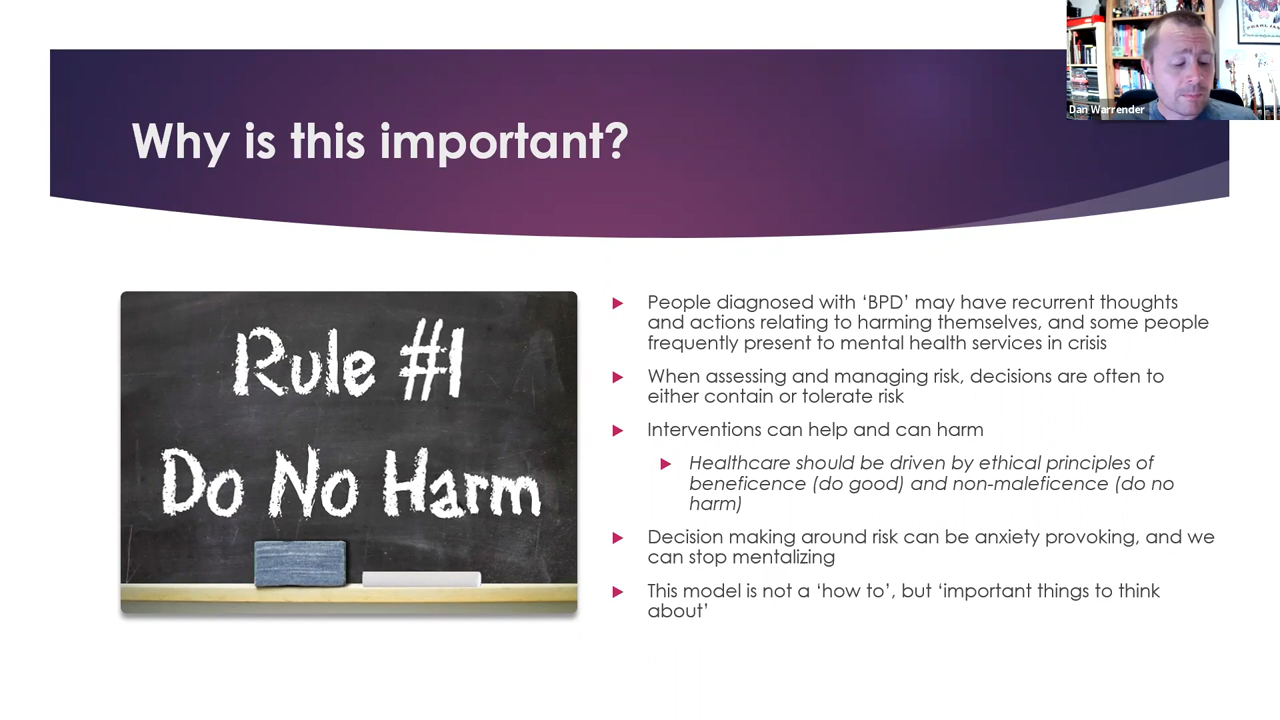 Why is this important?
Dan Warrender
Rule #1
Do No Harm
People diagnosed with ‘BPD’ may have recurrent thoughts
and actions relating to harming themselves, and some people
frequently present to mental health services in crisis
When assessing and managing risk, decisions are often to
either contain or tolerate risk
Interventions can help and can harm
Healthcare should be driven by ethical principles of
beneficence (do good) and non-maleficence (do no
harm)
Decision making around risk can be anxiety provoking, and we
can stop mentalizing
This model is not a ‘how to’, but ‘important things to think
about’